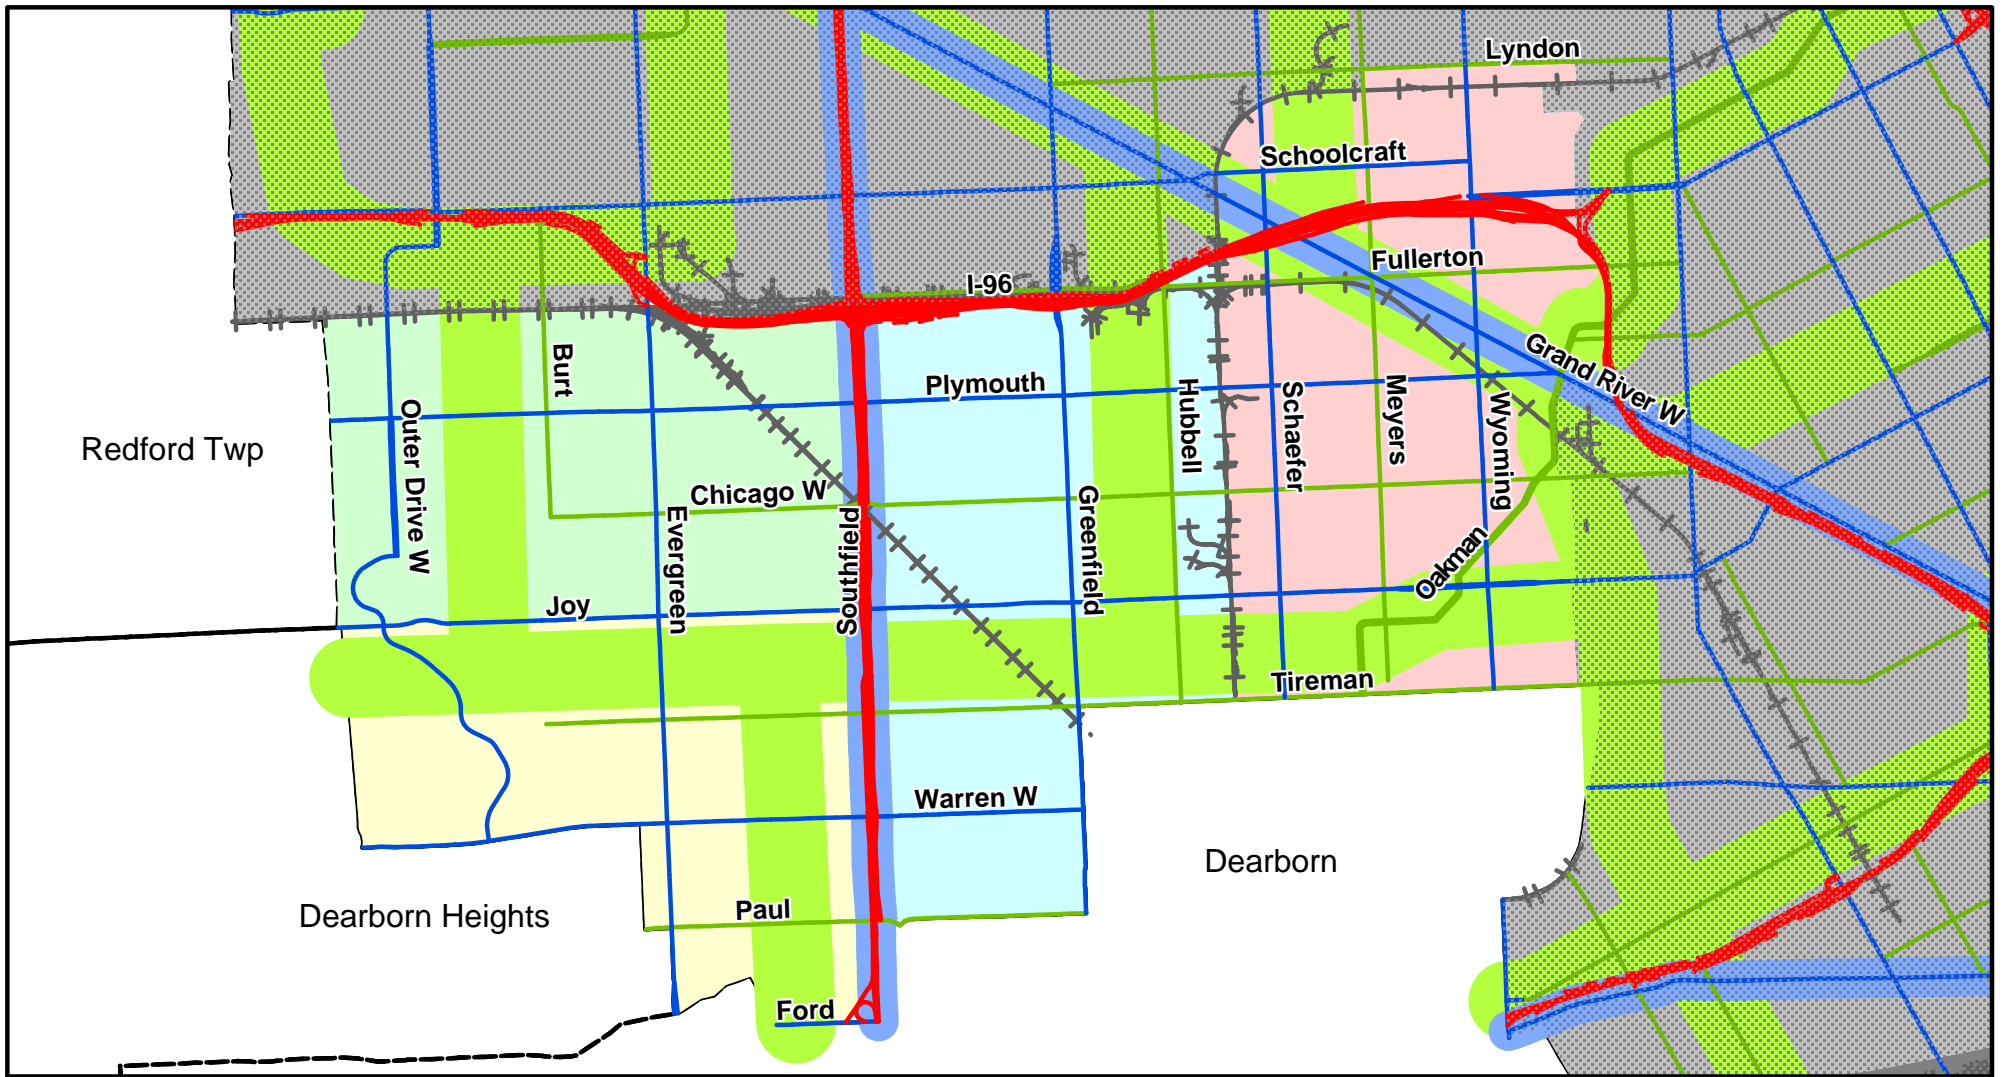 Lyndon
Schoolcraft
Fullerton
I-96
Burt
Plymouth
Grand River W
Outer Drive W
Hubbell
Schaefer
Meyers
Wyoming
Redford Twp
Chicago W
Evergreen
Southfield
Greenfield
Oakman
Joy
Tireman
Warren W
Dearborn
Dearborn Heights
Paul
Ford